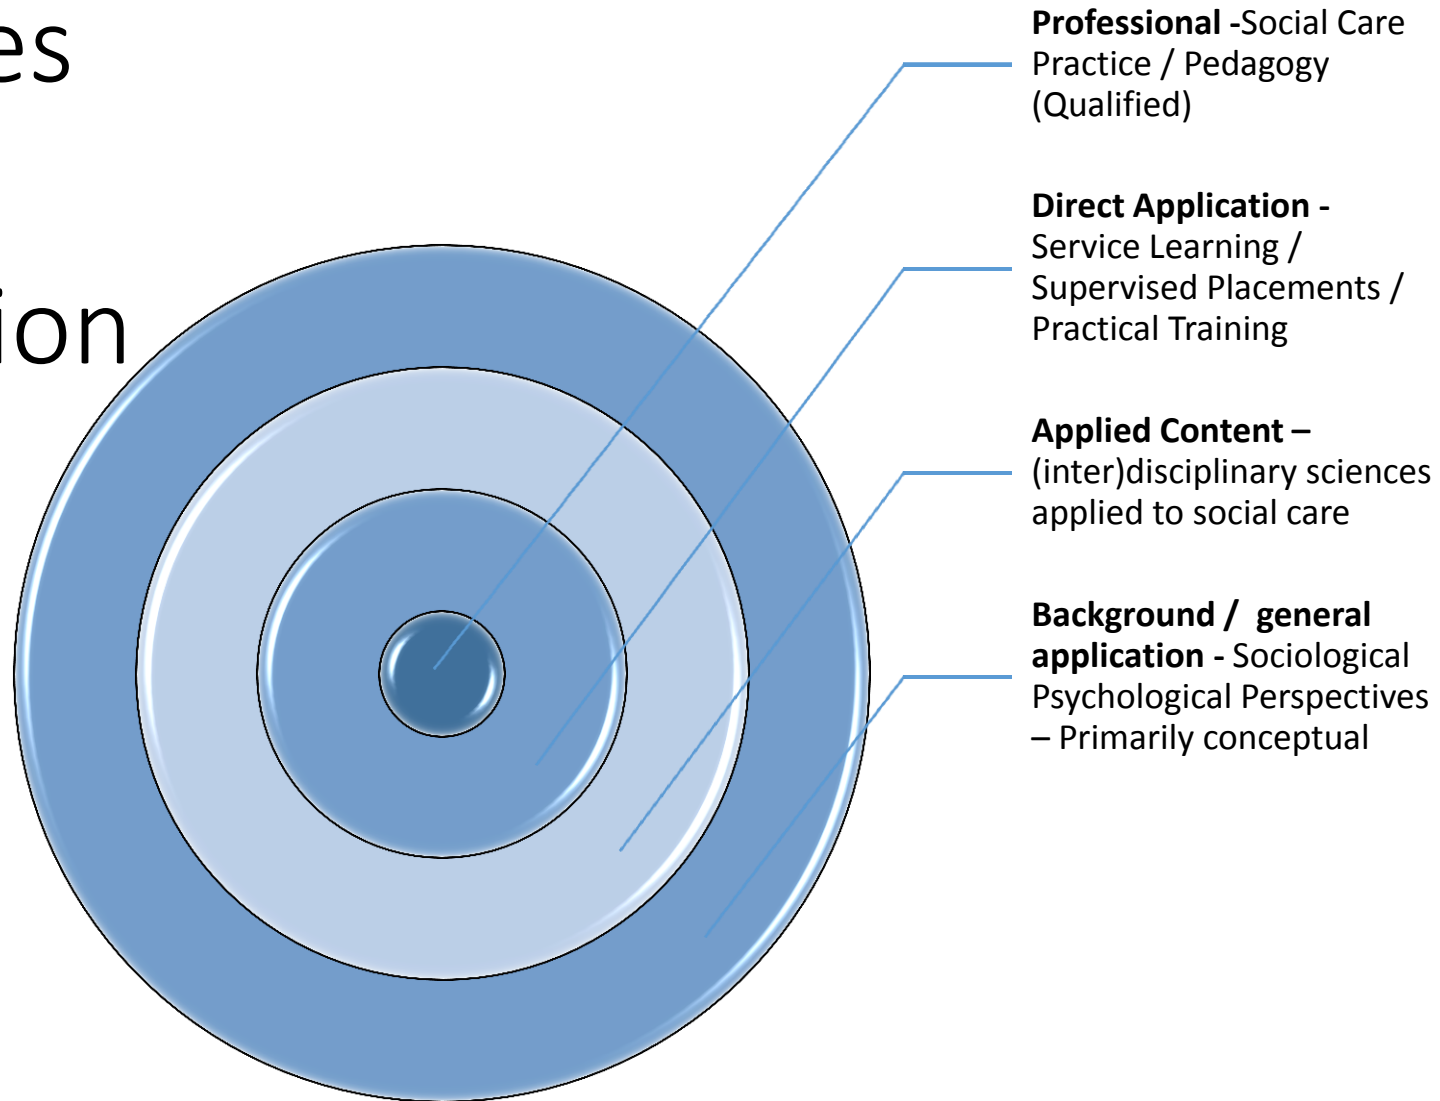 es
ion
Professional -Social Care
Practice / Pedagogy
(Qualified)
Direct Application -
Service Learning /
Supervised Placements /
Practical Training
Applied Content –
(inter)disciplinary sciences
applied to social care
Background /  general
application - Sociological
Psychological Perspectives
– Primarily conceptual